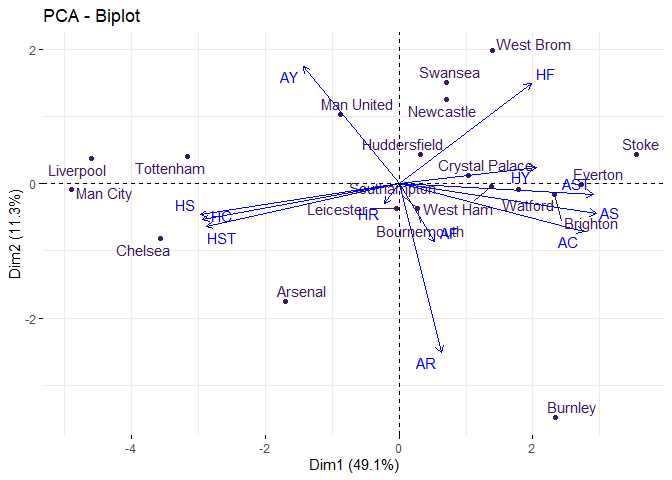 PCA - Biplot
West Brom
Swansea
HF
AY
Man United
Newcastle
Huddersfield
Stoke
Liverpool
Tottenham
Crystal Palace
HY
Everton
AS
Man City
Southampton
HS
HC
Leicester
HR
West Ham
Watford
AS
Brighton
HST
Bournemouth
AF
AC
Chelsea
Arsenal
AR
Burnley
2
0
-2
-4
-2
0
2
Dim2 (11.3%)
Dim1 (49.1%)